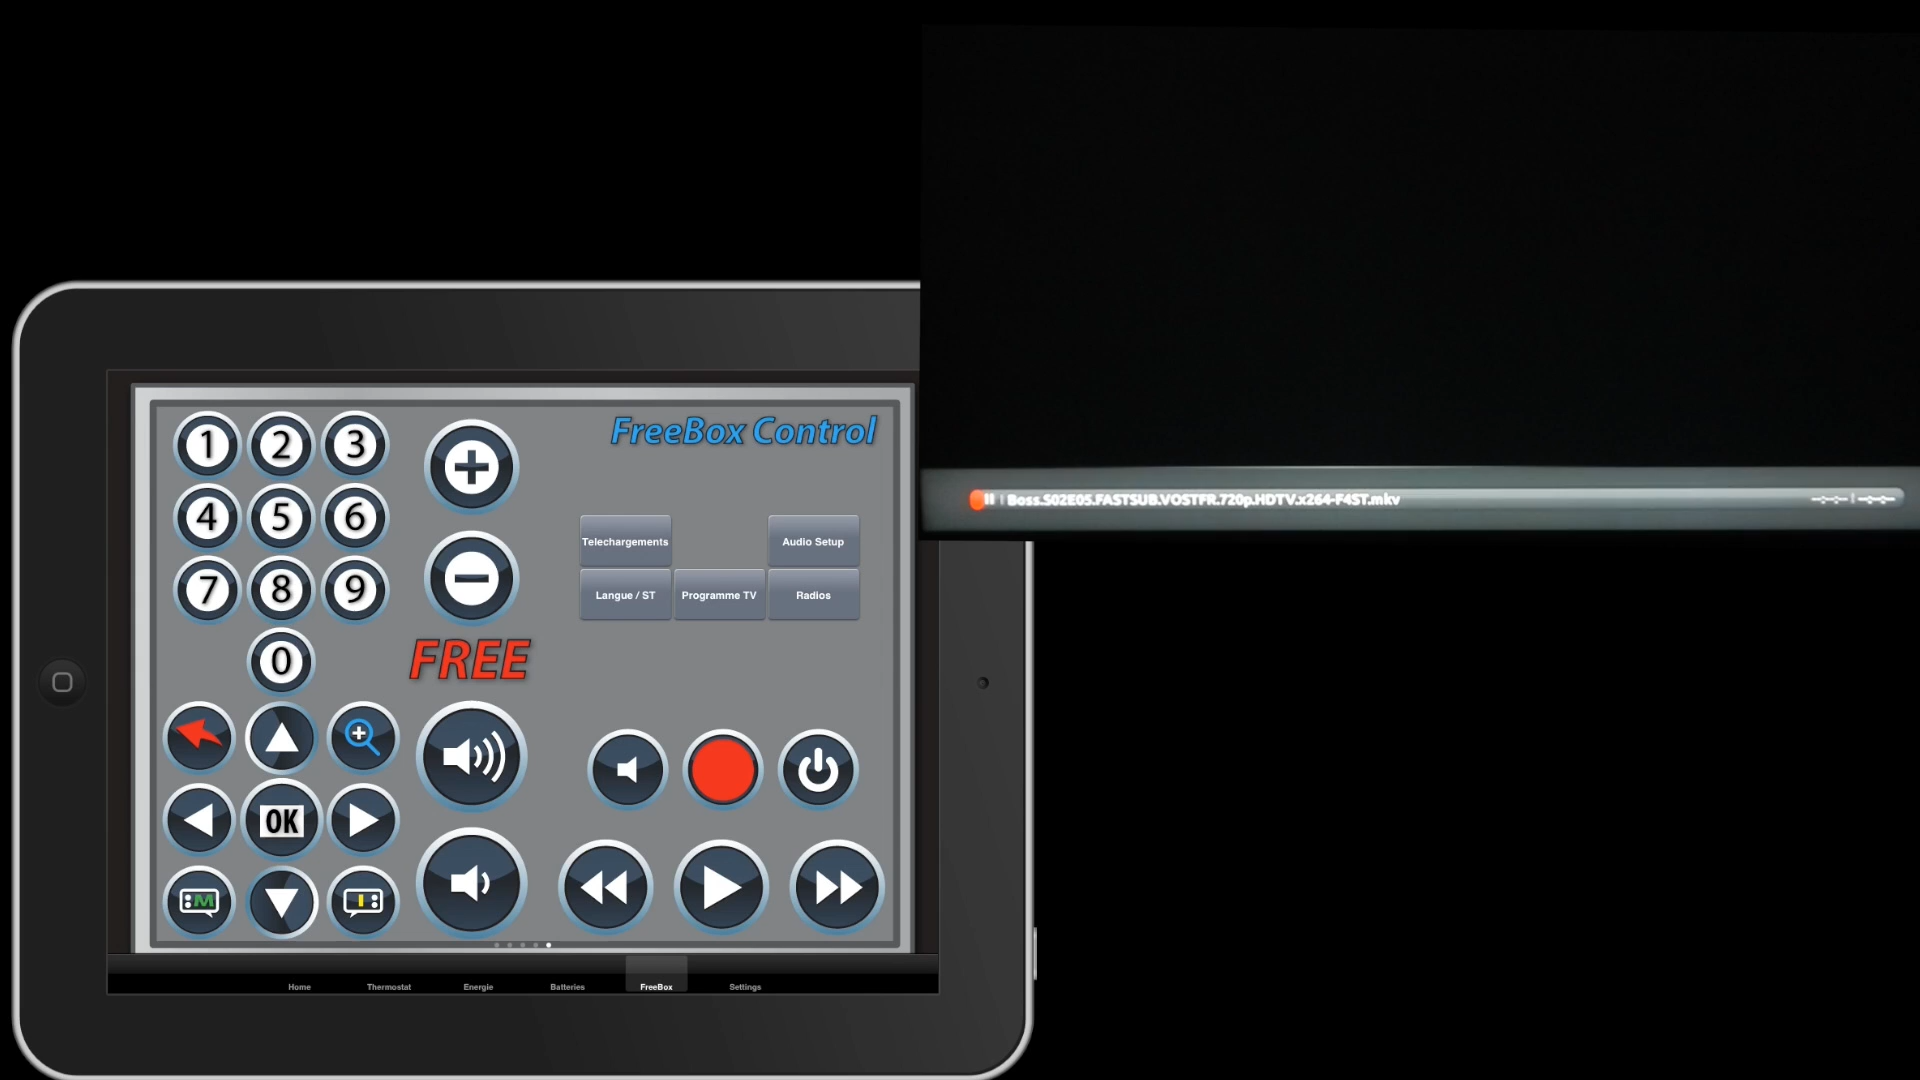 1 2 3
4 5 6
7 8 9
0
FREE
OK
M
I
FreeBox Control
Telechargements
Audio Setup
Langue / ST
Programme TV
Radios
Home
Thermostat
Energie
Batteries
FreeBox
Settings
Boss.S02E05.FASTSUB.VOSTFR.720p.HDTV.x264-F4ST.mkv
--:-- | --:--